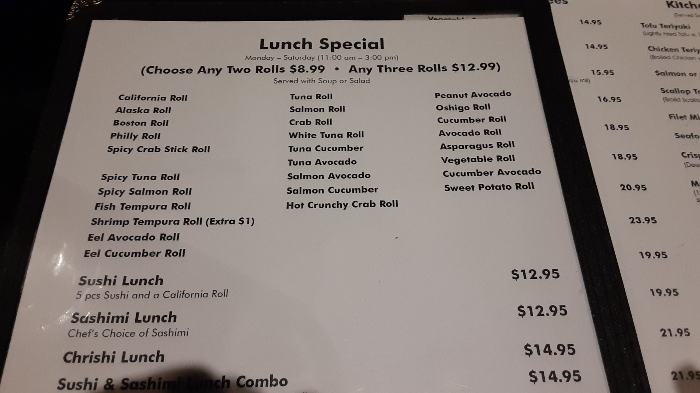 Lunch Special
Monday – Saturday (11:00 am – 3:00 pm)
(Choose Any Two Rolls $8.99 • Any Three Rolls $12.99)
Served with Soup or Salad
California Roll
Alaska Roll
Boston Roll
Philly Roll
Spicy Crab Stick Roll
Spicy Tuna Roll
Spicy Salmon Roll
Fish Tempura Roll
Shrimp Tempura Roll (Extra $1)
Eel Avocado Roll
Eel Cucumber Roll
Tuna Roll
Salmon Roll
Crab Roll
White Tuna Roll
Tuna Cucumber
Tuna Avocado
Salmon Avocado
Salmon Cucumber
Hot Crunchy Crab Roll
Peanut Avocado
Oshigo Roll
Cucumber Roll
Avocado Roll
Asparagus Roll
Vegetable Roll
Cucumber Avocado
Sweet Potato Roll
Sushi Lunch $12.95
5 pcs Sushi and a California Roll
Sashimi Lunch $12.95
Chef's Choice of Sashimi
Chrishi Lunch $14.95
Sushi & Sashimi Lunch Combo $14.95
14.95
14.95
15.95
16.95
18.95
18.95
20.95
23.95
19.95
19.95
21.95
21.95
Kitch
Tofu Teriyaki
Chicken Teriy
Salmon or
Scallop Te
Filet Mi
Seafo
Cris